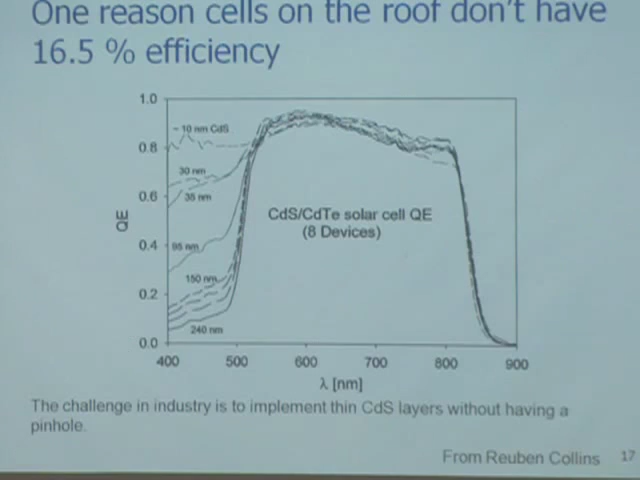 One reason cells on the roof don't have
16.5 % efficiency
1.0
~ 10 nm CdS
0.8
30 nm
0.6
35 nm
CdS/CdTe solar cell QE
(8 Devices)
QE
0.4
95 nm
150 nm
0.2
240 nm
0.0
400 500 600 700 800 900
λ [nm]
The challenge in industry is to implement thin CdS layers without having a
pinhole.
From Reuben Collins 17